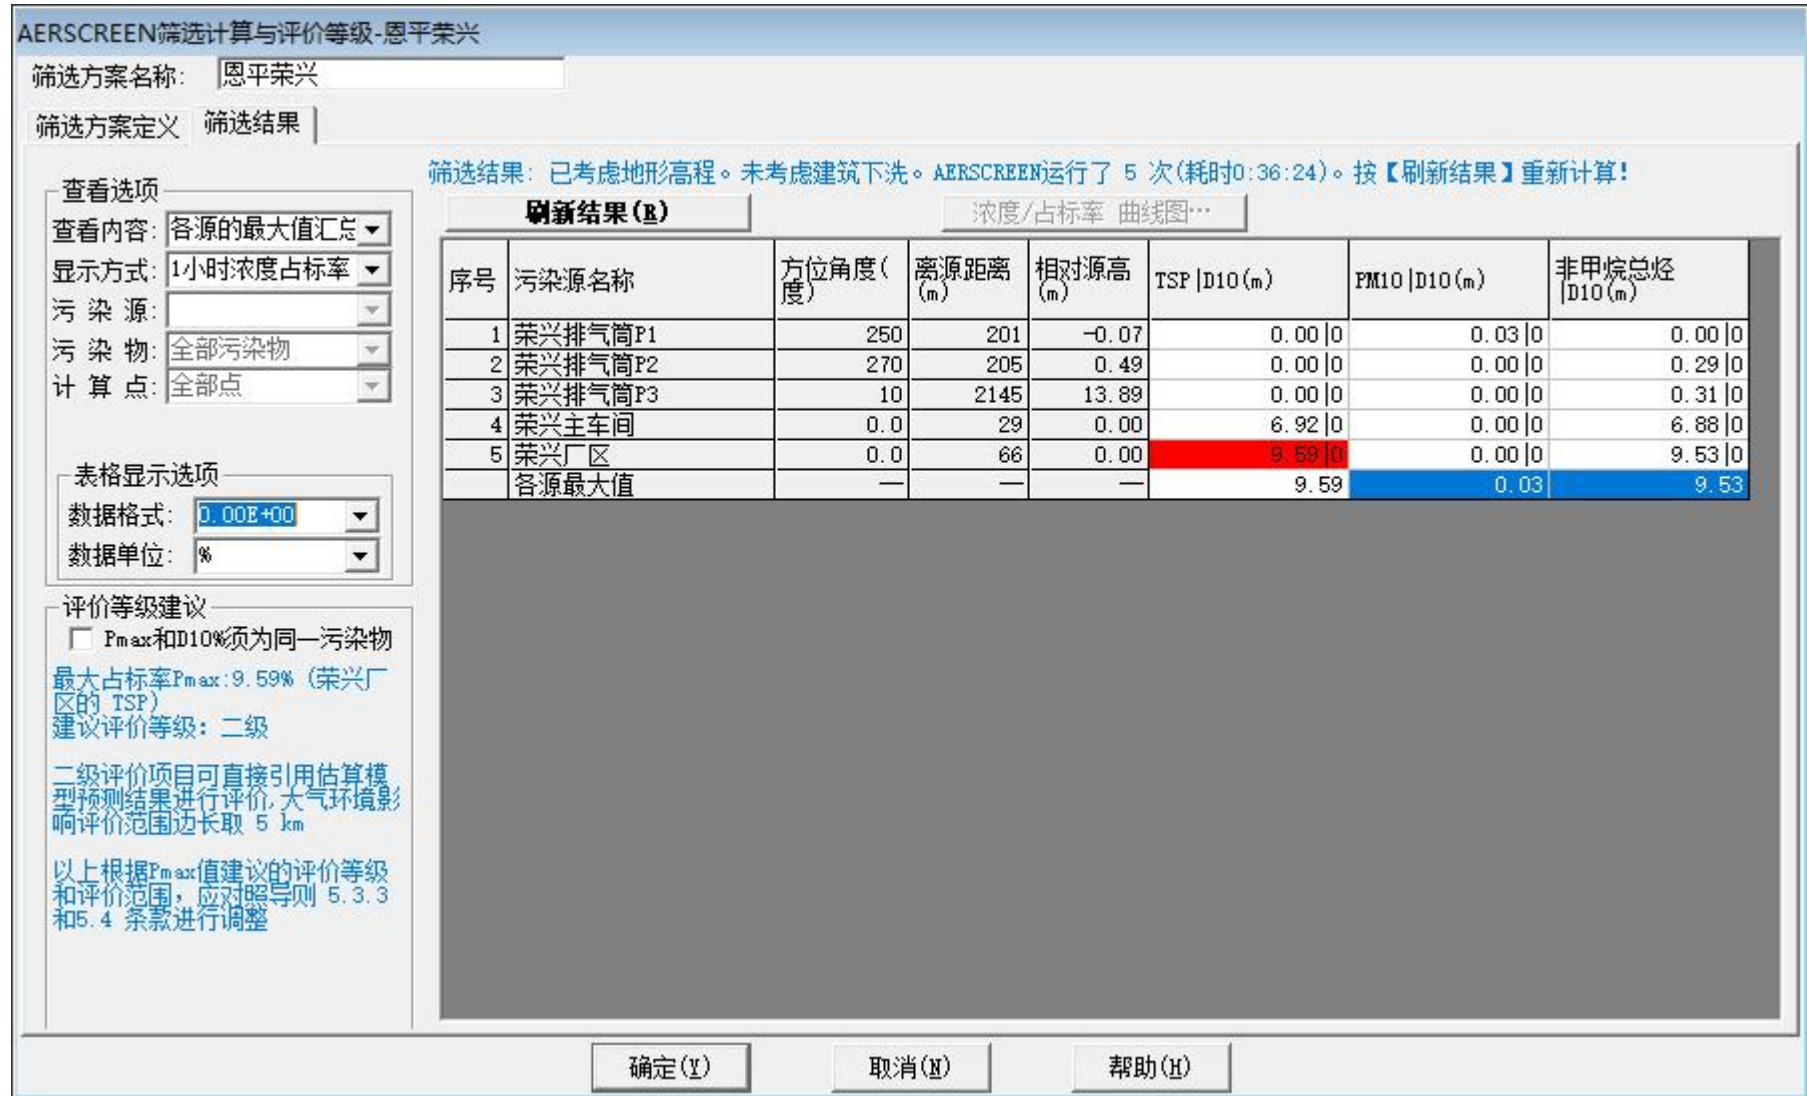 AERSCREEN筛选计算与评价等级-恩平荣兴
筛选方案名称: 恩平荣兴
筛选方案定义 筛选结果
筛选结果: 已考虑地形高程。未考虑建筑下洗。AERSCREEN运行了 5 次(耗时0:36:24)。按【刷新结果】重新计算!
刷新结果(R) 浓度/占标率 曲线图…
查看选项
查看内容: 各源的最大值汇总
显示方式: 1小时浓度占标率
污 染 源:
污 染 物: 全部污染物
计 算 点: 全部点
表格显示选项
数据格式: 0.00E+00
数据单位: %
评价等级建议
Pmax和D10%须为同一污染物
最大占标率Pmax:9.59% (荣兴厂
区的 TSP)
建议评价等级: 二级
二级评价项目可直接引用估算模
型预测结果进行评价,大气环境影
响评价范围边长取 5 km
以上根据Pmax值建议的评价等级
和评价范围,应对照导则 5.3.3
和5.4 条款进行调整
序号 污染源名称 方位角度(度) 离源距离(m) 相对源高(m) TSP|D10(m) PM10|D10(m) 非甲烷总烃|D10(m)
1 荣兴排气筒P1 250 201 -0.07 0.00|0 0.03|0 0.00|0
2 荣兴排气筒P2 270 205 0.49 0.00|0 0.00|0 0.29|0
3 荣兴排气筒P3 10 2145 13.89 0.00|0 0.00|0 0.31|0
4 荣兴主车间 0.0 29 0.00 6.92|0 0.00|0 6.88|0
5 荣兴厂区 0.0 66 0.00 9.59|0 0.00|0 9.53|0
各源最大值 — — — 9.59 0.03 9.53
确定(Y) 取消(N) 帮助(H)